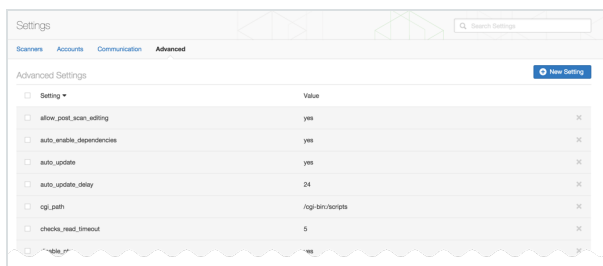 Settings
Search Settings
Scanners Accounts Communication Advanced
Advanced Settings
New Setting
Setting Value
allow_post_scan_editing yes
auto_enable_dependencies yes
auto_update yes
auto_update_delay 24
cgi_path /cgi-bin:/scripts
checks_read_timeout 5
yes